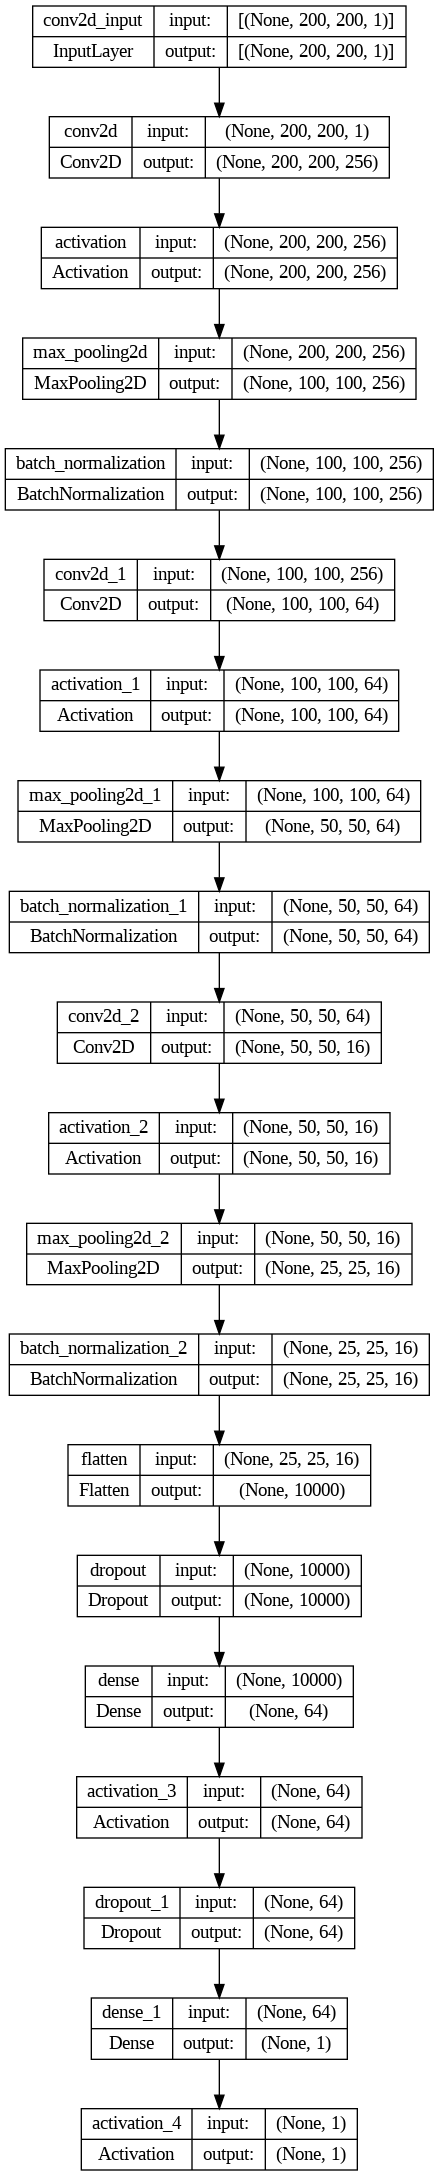 conv2d_input input: [(None, 200, 200, 1)]
InputLayer output: [(None, 200, 200, 1)]
conv2d input: (None, 200, 200, 1)
Conv2D output: (None, 200, 200, 256)
activation input: (None, 200, 200, 256)
Activation output: (None, 200, 200, 256)
max_pooling2d input: (None, 200, 200, 256)
MaxPooling2D output: (None, 100, 100, 256)
batch_normalization input: (None, 100, 100, 256)
BatchNormalization output: (None, 100, 100, 256)
conv2d_1 input: (None, 100, 100, 256)
Conv2D output: (None, 100, 100, 64)
activation_1 input: (None, 100, 100, 64)
Activation output: (None, 100, 100, 64)
max_pooling2d_1 input: (None, 100, 100, 64)
MaxPooling2D output: (None, 50, 50, 64)
batch_normalization_1 input: (None, 50, 50, 64)
BatchNormalization output: (None, 50, 50, 64)
conv2d_2 input: (None, 50, 50, 64)
Conv2D output: (None, 50, 50, 16)
activation_2 input: (None, 50, 50, 16)
Activation output: (None, 50, 50, 16)
max_pooling2d_2 input: (None, 50, 50, 16)
MaxPooling2D output: (None, 25, 25, 16)
batch_normalization_2 input: (None, 25, 25, 16)
BatchNormalization output: (None, 25, 25, 16)
flatten input: (None, 25, 25, 16)
Flatten output: (None, 10000)
dropout input: (None, 10000)
Dropout output: (None, 10000)
dense input: (None, 10000)
Dense output: (None, 64)
activation_3 input: (None, 64)
Activation output: (None, 64)
dropout_1 input: (None, 64)
Dropout output: (None, 64)
dense_1 input: (None, 64)
Dense output: (None, 1)
activation_4 input: (None, 1)
Activation output: (None, 1)